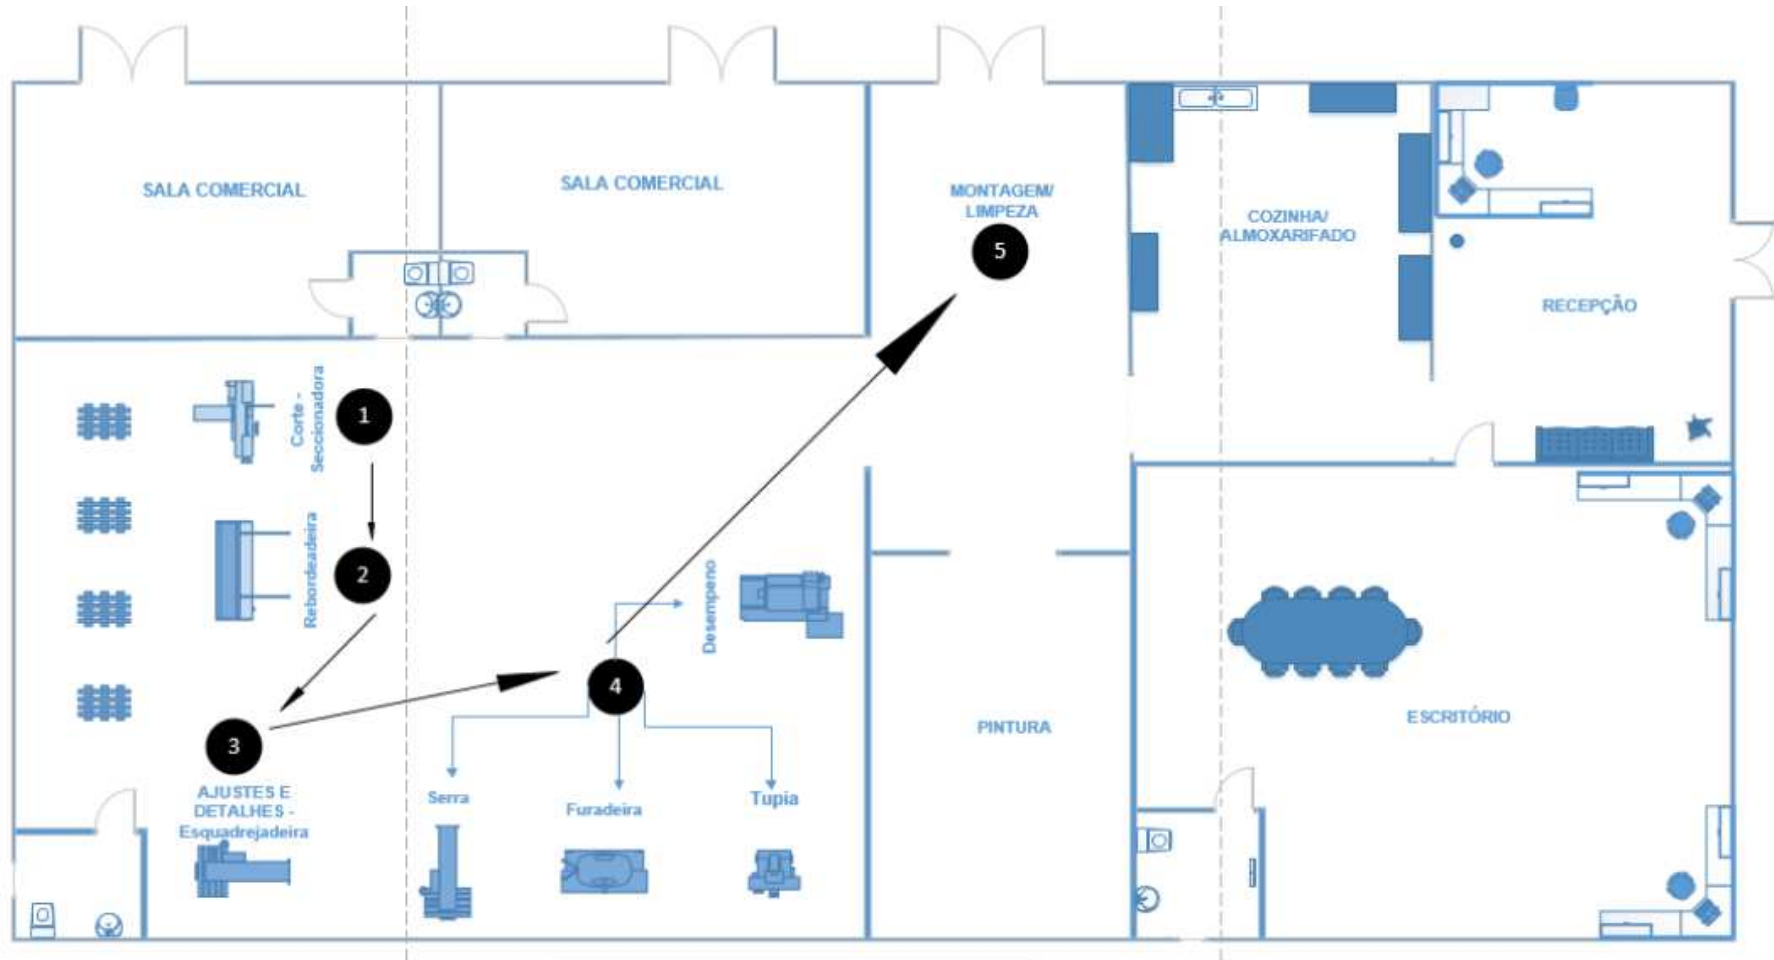 SALA COMERCIAL
SALA COMERCIAL
MONTAGEM/
LIMPEZA
5
COZINHA/
ALMOXARIFADO
RECEPÇÃO
Corte -
Seccionadora
1
Rebordeadeira
2
Desempeno
4
3
AJUSTES E
DETALHES -
Esquadrejadeira
Serra
Furadeira
Tupia
PINTURA
ESCRITÓRIO